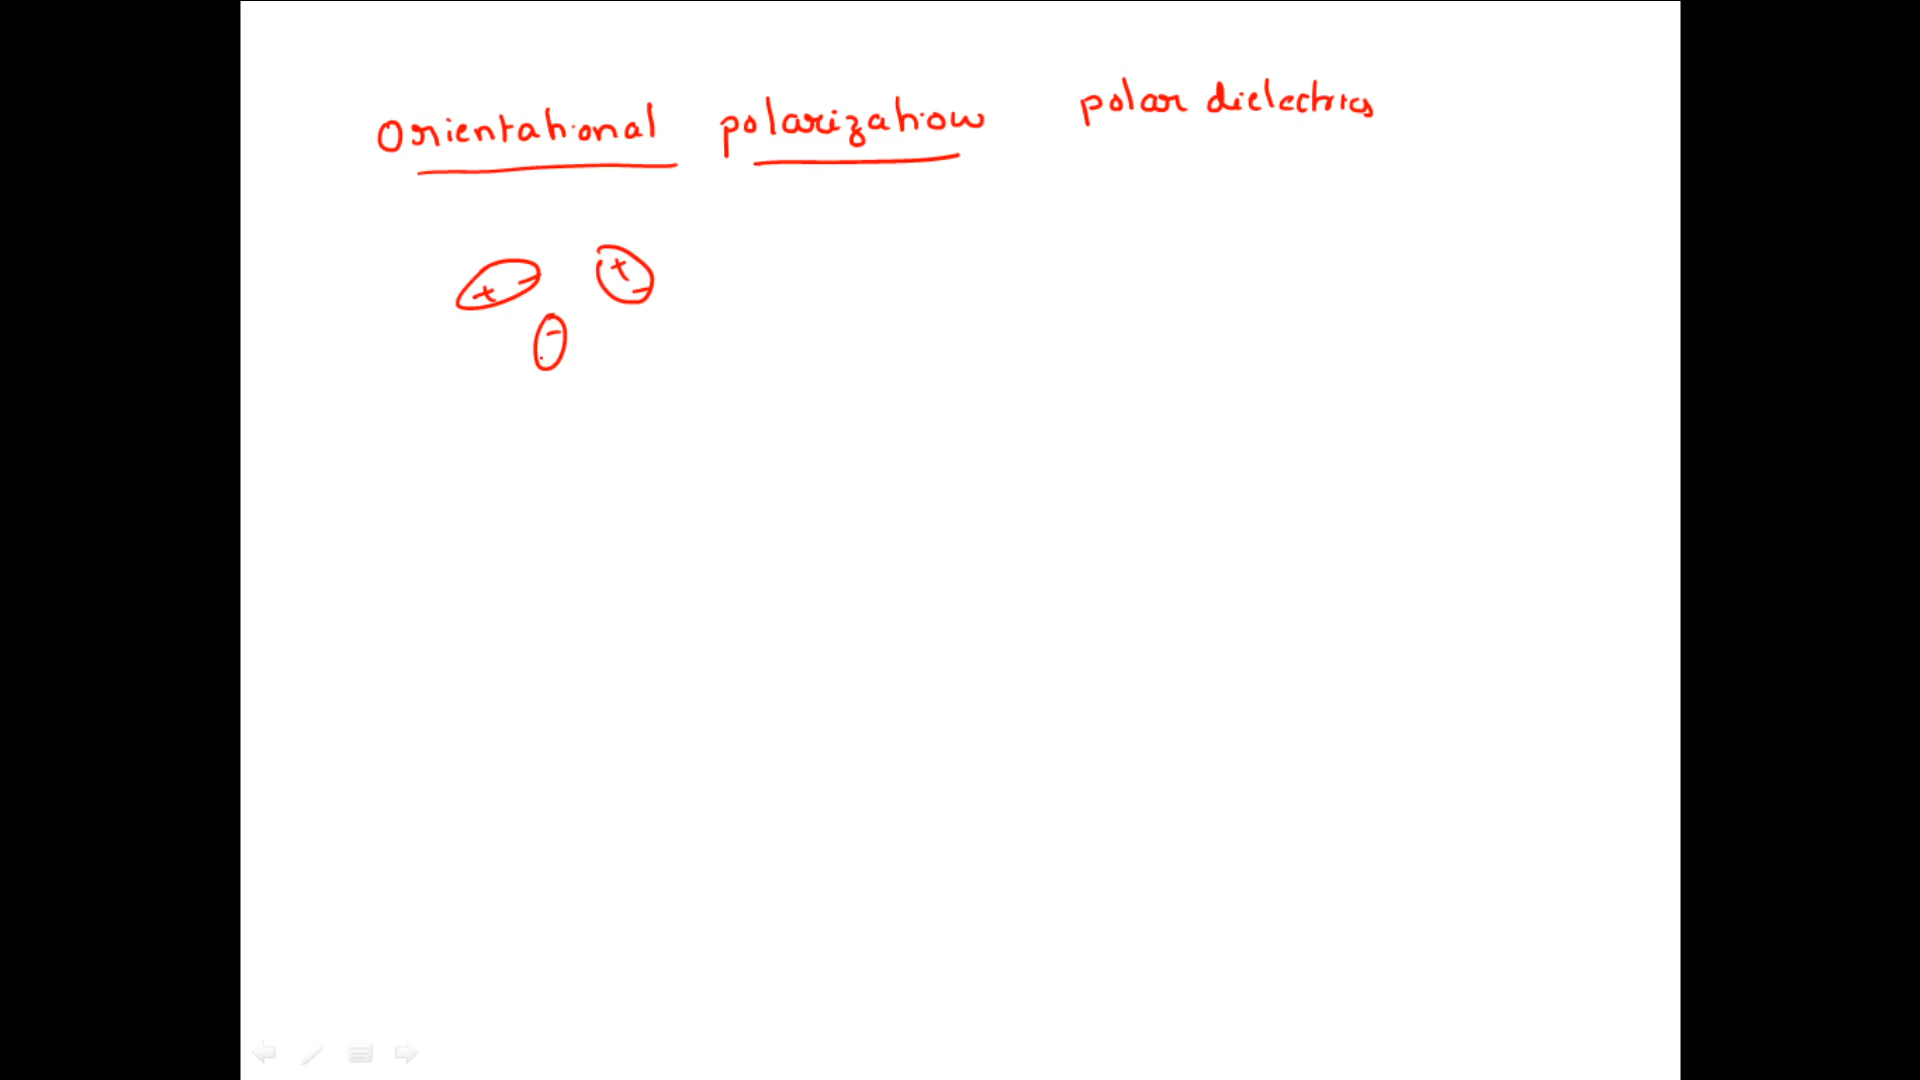 Orientational polarization polar dielectrics
+ - + -
-